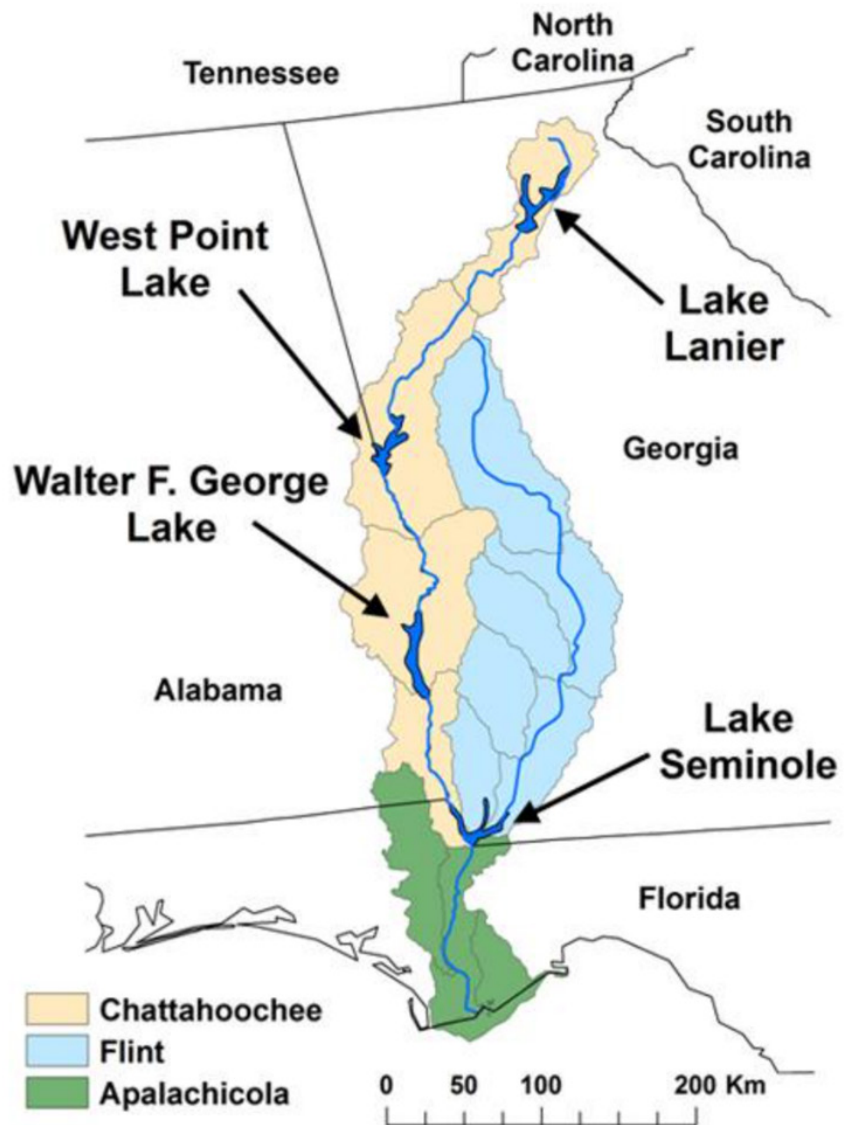 North
Carolina
Tennessee
South
Carolina
West Point
Lake
Lake
Lanier
Georgia
Walter F. George
Lake
Alabama
Lake
Seminole
Florida
Chattahoochee
Flint
Apalachicola
0 50 100 200 Km